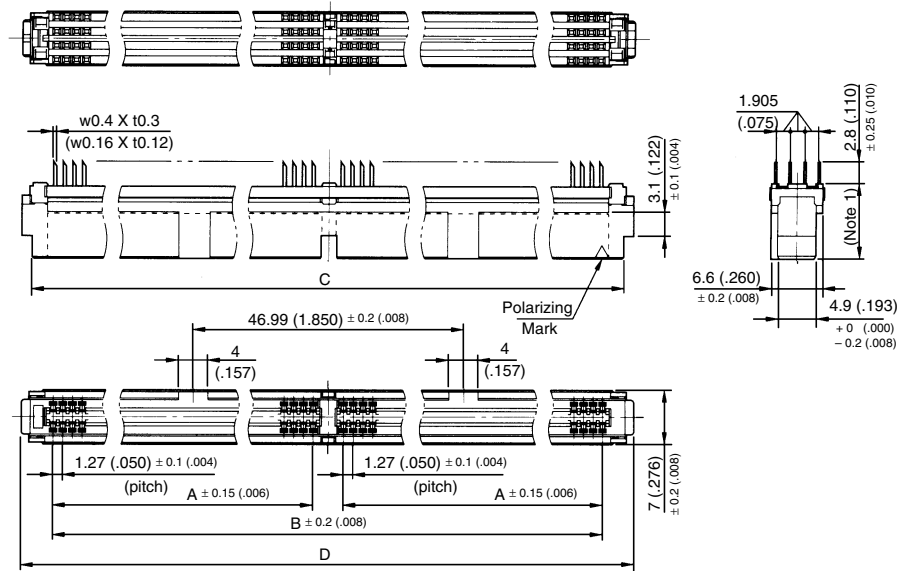 w0.4 X t0.3
(w0.16 X t0.12)
1.905
(.075)
2.8 (.110)
± 0.25 (.010)
3.1 (.122)
± 0.1 (.004)
(Note 1)
C
6.6 (.260)
± 0.2 (.008)
4.9 (.193)
+ 0 (.000)
− 0.2 (.008)
Polarizing
Mark
46.99 (1.850) ± 0.2 (.008)
4
(.157)
4
(.157)
1.27 (.050) ± 0.1 (.004)
(pitch)
1.27 (.050) ± 0.1 (.004)
(pitch)
7 (.276)
± 0.2 (.008)
A ± 0.15 (.006)
A ± 0.15 (.006)
B ± 0.2 (.008)
D